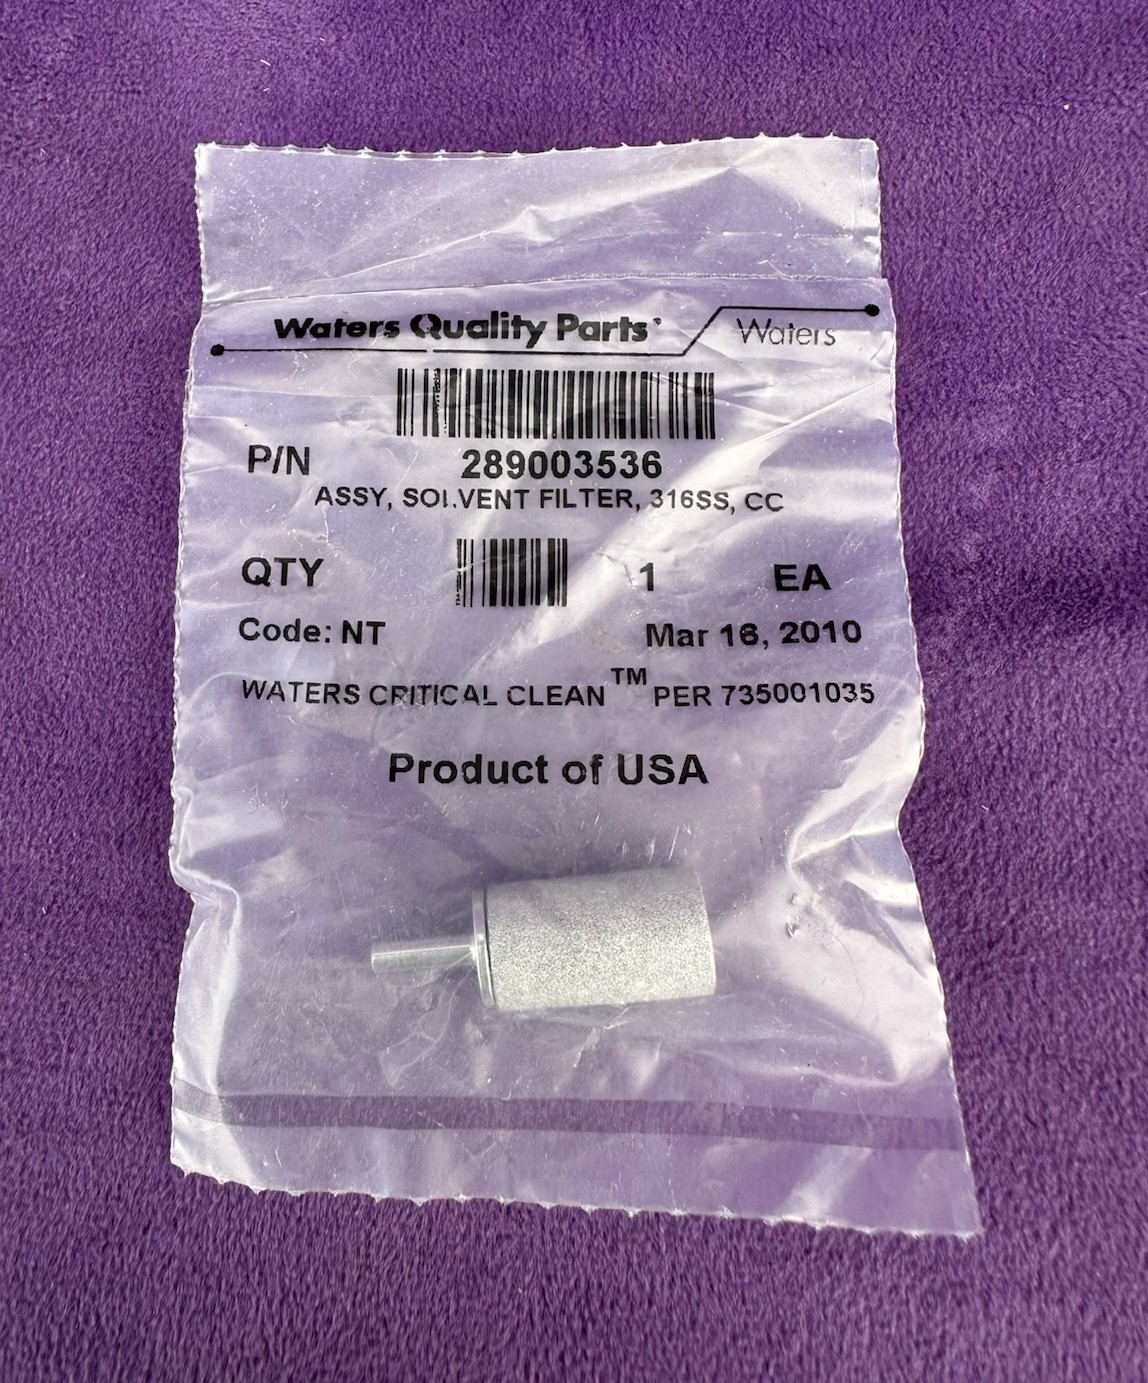 Waters Quality Parts® Waters
P/N 289003536
ASSY, SOLVENT FILTER, 316SS, CC
QTY 1 EA
Code: NT Mar 16, 2010
WATERS CRITICAL CLEAN™ PER 735001035
Product of USA